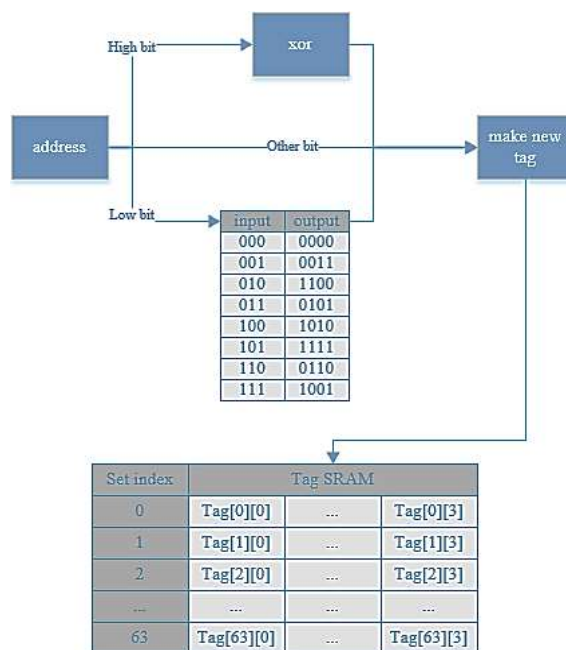 High bit
xor
address
Other bit
make new
tag
Low bit
input output
000 0000
001 0011
010 1100
011 0101
100 1010
101 1111
110 0110
111 1001
Set index Tag SRAM
0 Tag[0][0] ... Tag[0][3]
1 Tag[1][0] ... Tag[1][3]
2 Tag[2][0] ... Tag[2][3]
... ... ... ...
63 Tag[63][0] ... Tag[63][3]